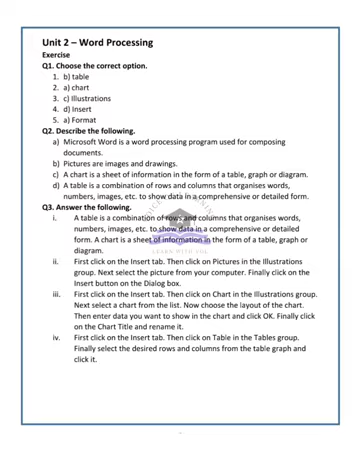 Unit 2 – Word Processing
Exercise
Q1. Choose the correct option.
1. b) table
2. a) chart
3. c) Illustrations
4. d) Insert
5. a) Format
Q2. Describe the following.
a) Microsoft Word is a word processing program used for composing
documents.
b) Pictures are images and drawings.
c) A chart is a sheet of information in the form of a table, graph or diagram.
d) A table is a combination of rows and columns that organises words,
numbers, images, etc. to show data in a comprehensive or detailed form.
Q3. Answer the following.
i. A table is a combination of rows and columns that organises words,
numbers, images, etc. to show data in a comprehensive or detailed
form. A chart is a sheet of information in the form of a table, graph or
diagram.
LEARN WITH
ii. First click on the Insert tab. Then click on Pictures in the Illustrations
group. Next select the picture from your computer. Finally click on the
Insert button on the Dialog box.
iii. First click on the Insert tab. Then click on Chart in the Illustrations group.
Next select a chart from the list. Now choose the layout of the chart.
Then enter data you want to show in the chart and click OK. Finally click
on the Chart Title and rename it.
iv. First click on the Insert tab. Then click on Table in the Tables group.
Finally select the desired rows and columns from the table graph and
click it.